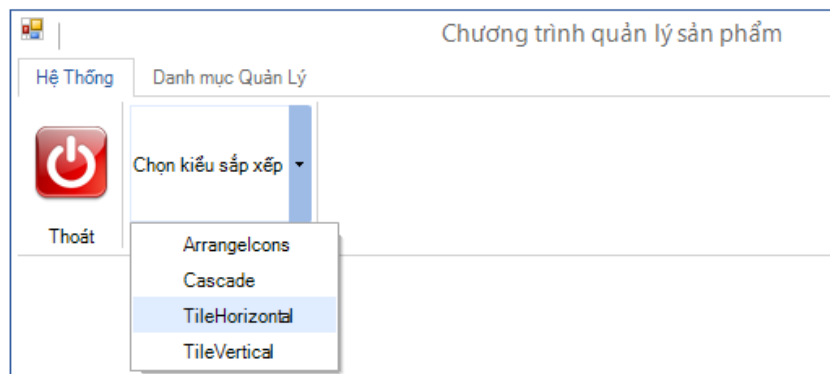 Chương trình quản lý sản phẩm
Hệ Thống Danh mục Quản Lý
Chọn kiểu sắp xếp
Thoát
ArrangeIcons
Cascade
TileHorizontal
TileVertical